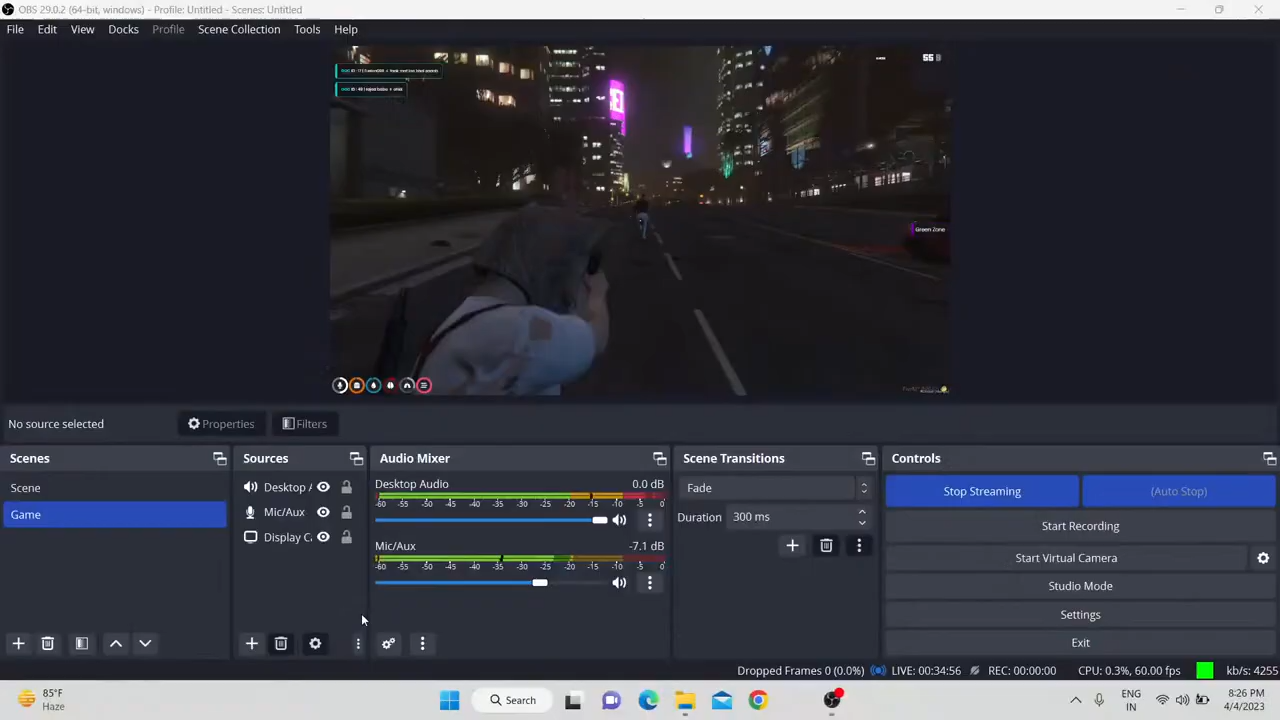 OBS 29.0.2 (64-bit, windows) - Profile: Untitled - Scenes: Untitled
File Edit View Docks Profile Scene Collection Tools Help
55
Green Zone
No source selected Properties Filters
Scenes Sources Audio Mixer Scene Transitions Controls
Scene
Game
Desktop A
Mic/Aux
Display C
Desktop Audio 0.0 dB
-60 -55 -50 -45 -40 -35 -30 -25 -20 -15 -10 -5 0
Mic/Aux -7.1 dB
-60 -55 -50 -45 -40 -35 -30 -25 -20 -15 -10 -5 0
Fade
Duration 300 ms
Stop Streaming (Auto Stop)
Start Recording
Start Virtual Camera
Studio Mode
Settings
Exit
Dropped Frames 0 (0.0%) LIVE: 00:34:56 REC: 00:00:00 CPU: 0.3%, 60.00 fps kb/s: 4255
85°F
Haze
Search
ENG
IN
3:26 PM
4/4/2023